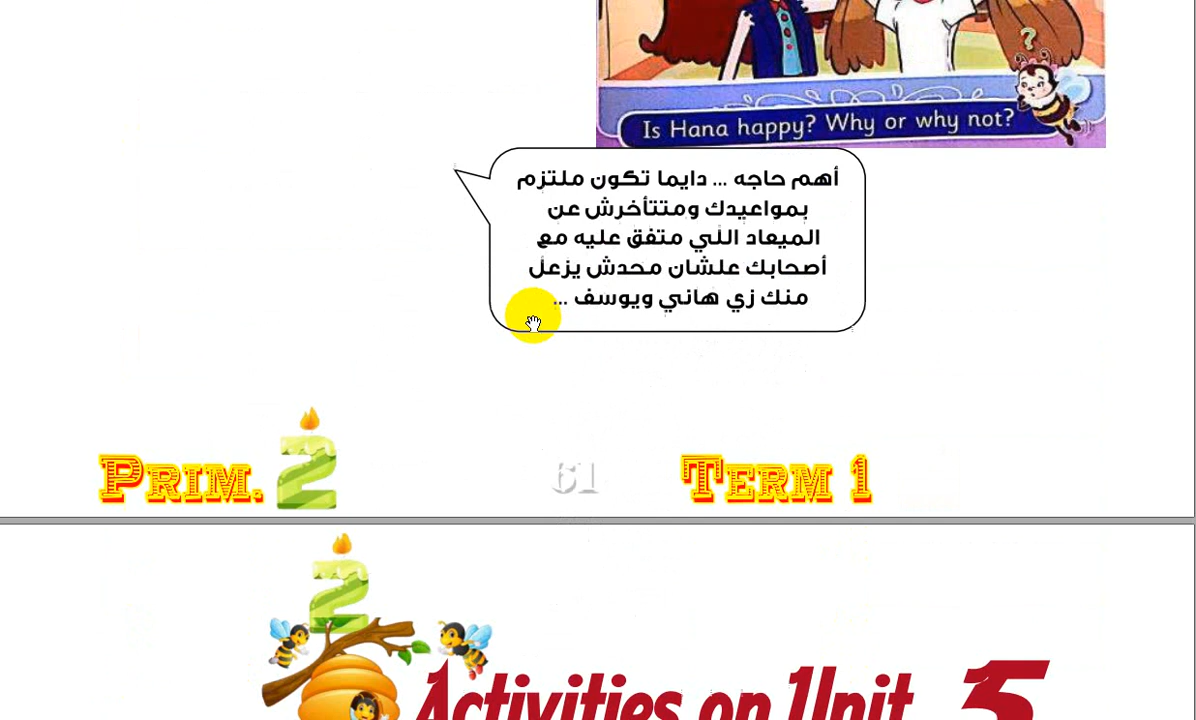 Is Hana happy? Why or why not?
أهم حاجه ... دايما تكون ملتزم
بمواعيدك ومتتأخرش عن
الميعاد اللي متفق عليه مع
أصحابك علشان محدش يزعل
منك زي هاني ويوسف ...
PRIM. 2
61
TERM 1
2
Activities on Unit 5